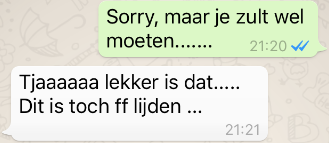 Sorry, maar je zult wel
moeten.......
21:20
Tjaaaaaa lekker is dat.....
Dit is toch ff lijden ...
21:21